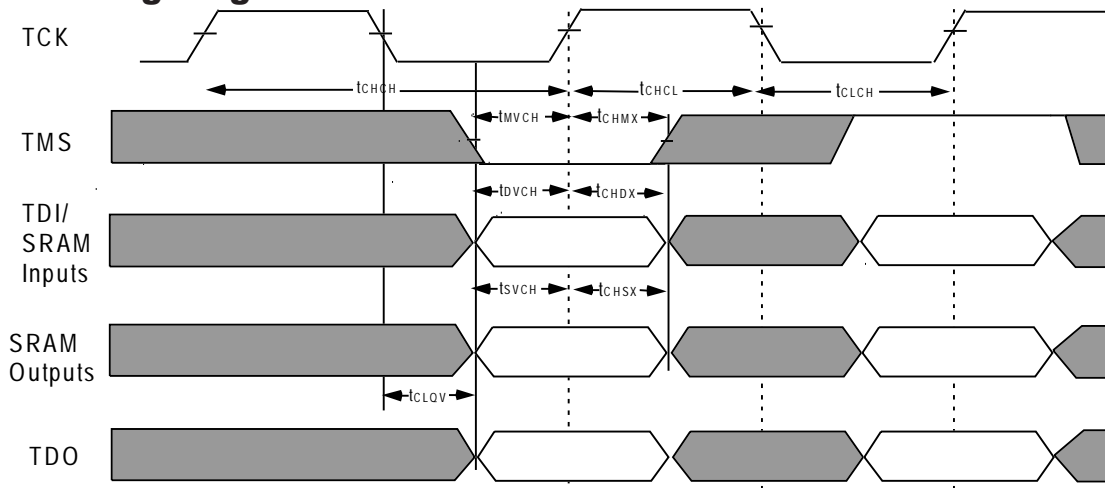 TCK
tCHCH
tCHCL
tCLCH
TMS
tMVCH
tCHMX
tDVCH
tCHDX
TDI/
SRAM
Inputs
tSVCH
tCHSX
SRAM
Outputs
tCLQV
TDO